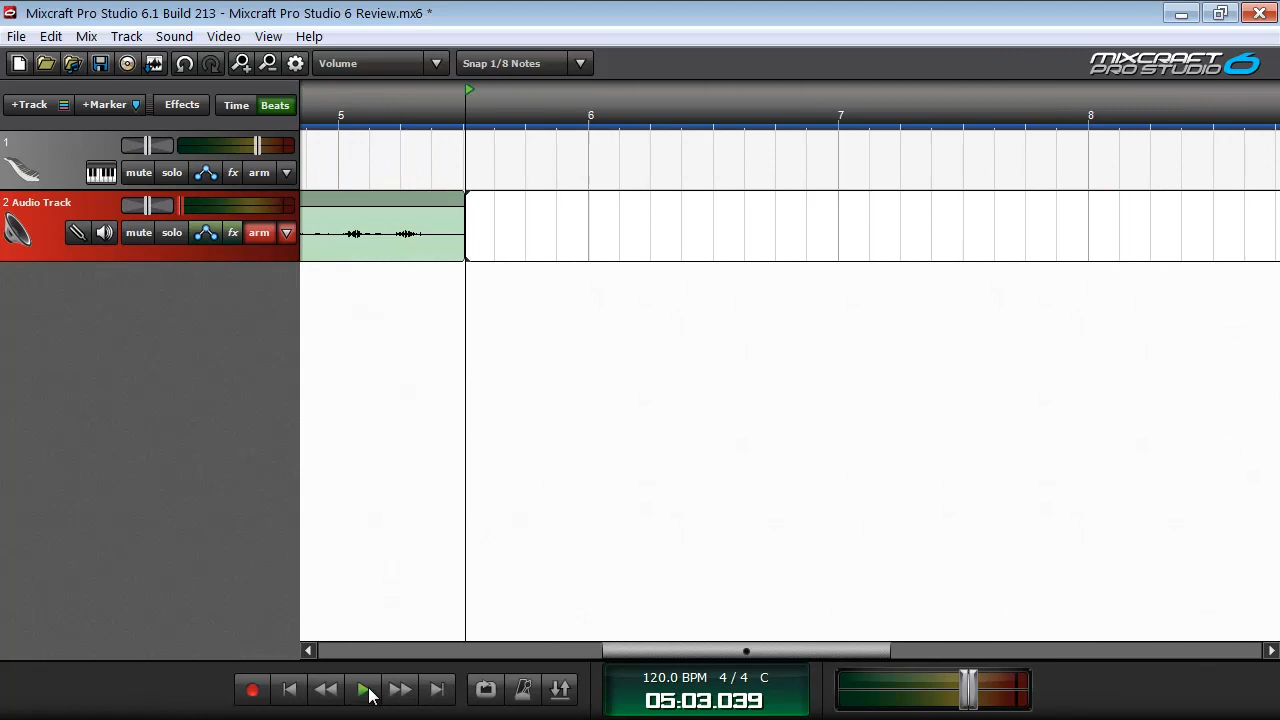 Mixcraft Pro Studio 6.1 Build 213 - Mixcraft Pro Studio 6 Review.mx6 *
File Edit Mix Track Sound Video View Help
Volume Snap 1/8 Notes MIXCRAFT PRO STUDIO 6
+Track +Marker Effects Time Beats
5 6 7 8
1
mute solo fx arm
2 Audio Track
mute solo fx arm
120.0 BPM 4 / 4 C
05:03.039